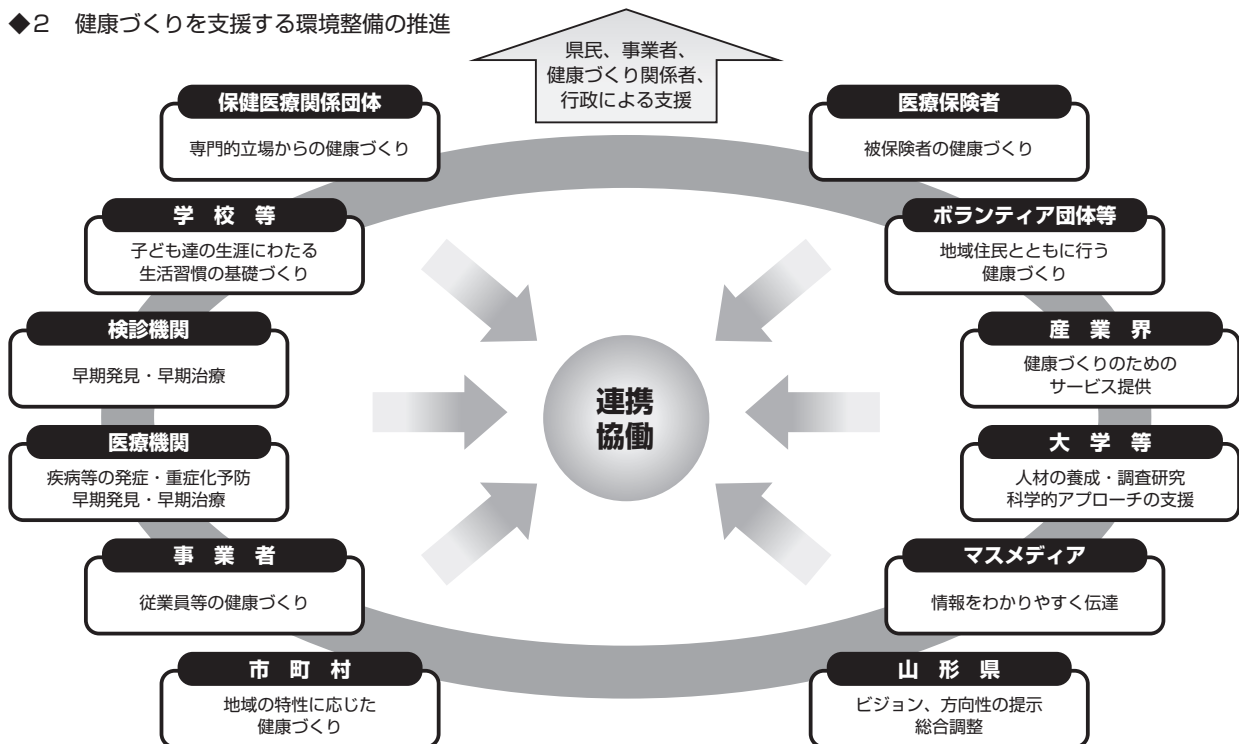 ◆2　健康づくりを支援する環境整備の推進
県民、事業者、
健康づくり関係者、
行政による支援
保健医療関係団体
専門的立場からの健康づくり
医療保険者
被保険者の健康づくり
学　校　等
子ども達の生涯にわたる
生活習慣の基礎づくり
ボランティア団体等
地域住民とともに行う
健康づくり
検診機関
早期発見・早期治療
産　業　界
健康づくりのための
サービス提供
連携
協働
医療機関
疾病等の発症・重症化予防
早期発見・早期治療
大　学　等
人材の養成・調査研究
科学的アプローチの支援
事　業　者
従業員等の健康づくり
マスメディア
情報をわかりやすく伝達
市　町　村
地域の特性に応じた
健康づくり
山　形　県
ビジョン、方向性の提示
総合調整